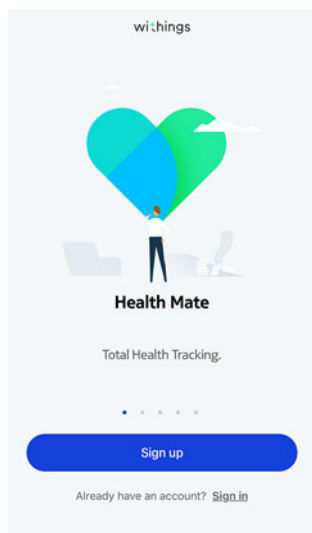 withings
Health Mate
Total Health Tracking.
Sign up
Already have an account? Sign in